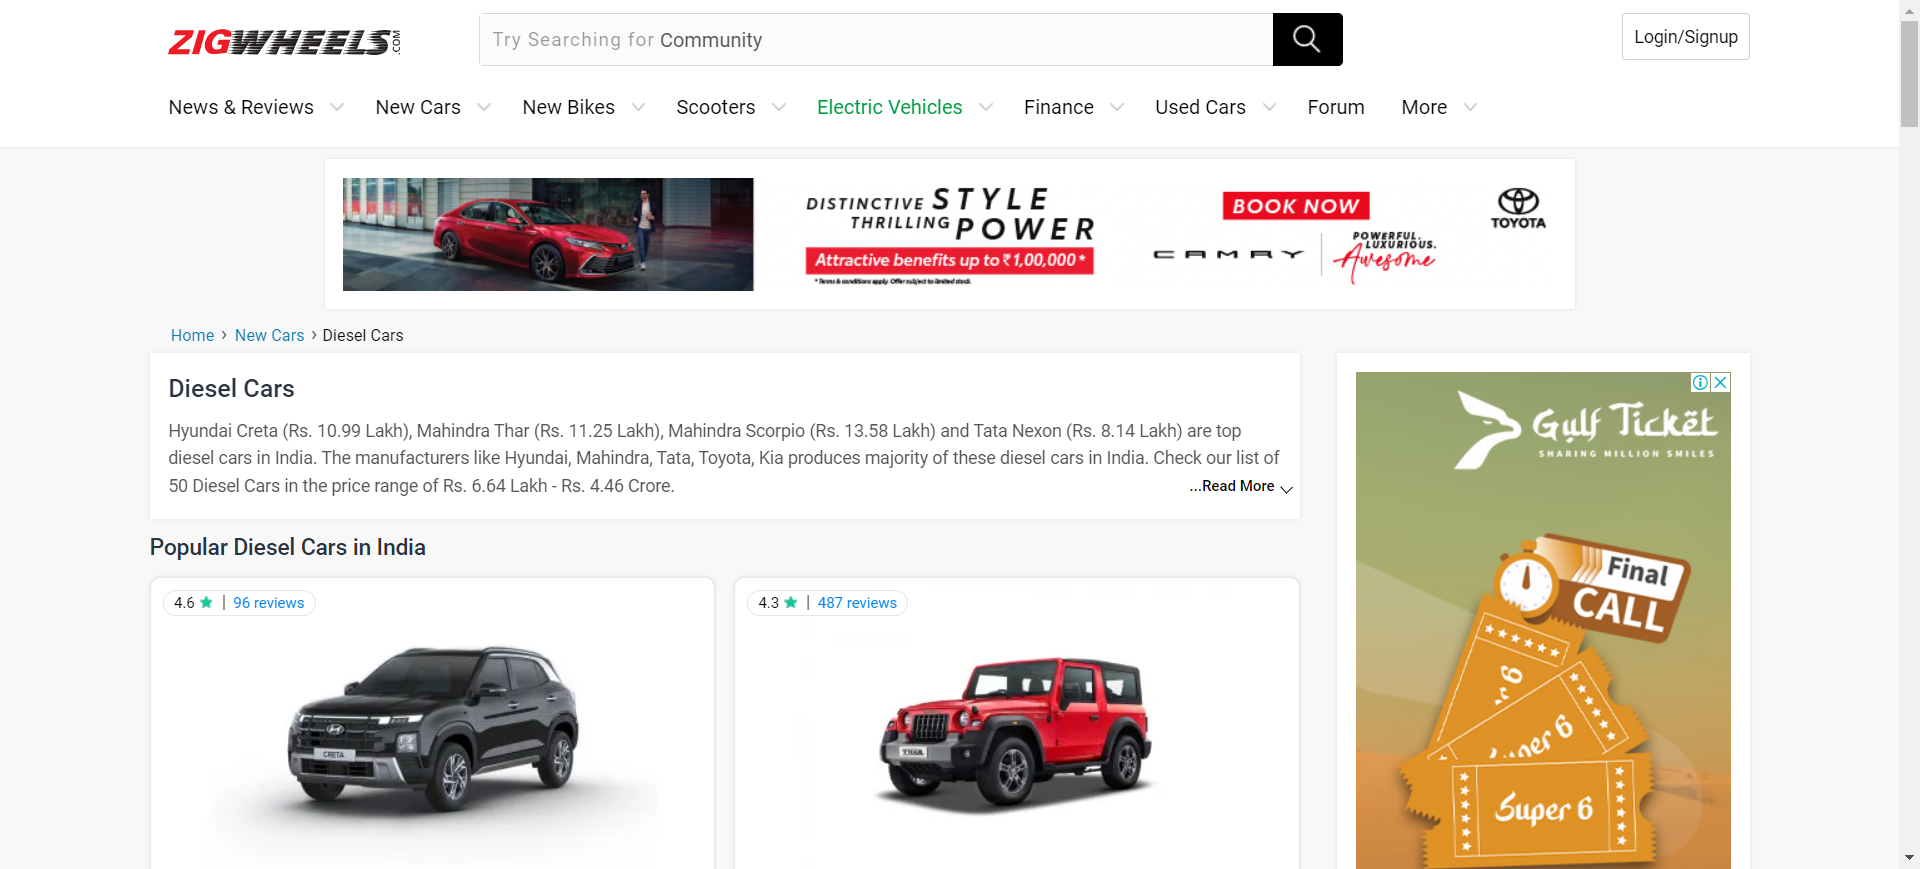 ZIGWHEELS.COM
Try Searching for Community
Login/Signup
News & Reviews
New Cars
New Bikes
Scooters
Electric Vehicles
Finance
Used Cars
Forum
More
DISTINCTIVE STYLE
THRILLING POWER
Attractive benefits up to ₹1,00,000*
*Terms & conditions apply. Offer subject to limited stock.
BOOK NOW
CAMRY
POWERFUL.
LUXURIOUS.
Awesome
TOYOTA
Home › New Cars › Diesel Cars
Diesel Cars
Hyundai Creta (Rs. 10.99 Lakh), Mahindra Thar (Rs. 11.25 Lakh), Mahindra Scorpio (Rs. 13.58 Lakh) and Tata Nexon (Rs. 8.14 Lakh) are top
diesel cars in India. The manufacturers like Hyundai, Mahindra, Tata, Toyota, Kia produces majority of these diesel cars in India. Check our list of
50 Diesel Cars in the price range of Rs. 6.64 Lakh - Rs. 4.46 Crore.
...Read More
Popular Diesel Cars in India
4.6 ★ | 96 reviews
CRETA
4.3 ★ | 487 reviews
THAR
Gulf Ticket
SHARING MILLION SMILES
Final
CALL
Super 6